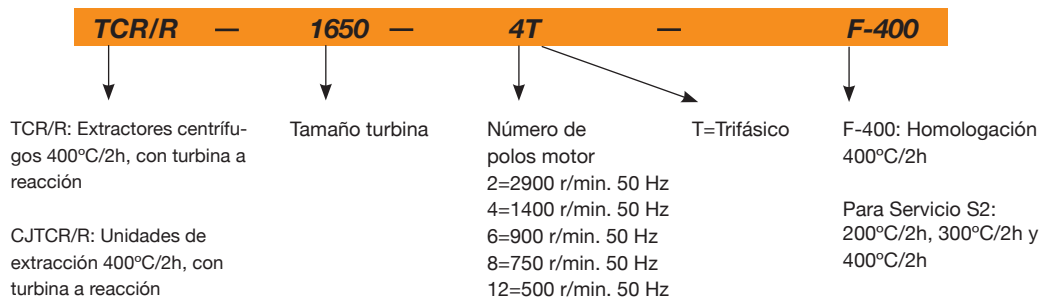 TCR/R — 1650 — 4T — F-400
TCR/R: Extractores centrífu-
gos 400ºC/2h, con turbina a
reacción
CJTCR/R: Unidades de
extracción 400ºC/2h, con
turbina a reacción
Tamaño turbina
Número de
polos motor
2=2900 r/min. 50 Hz
4=1400 r/min. 50 Hz
6=900 r/min. 50 Hz
8=750 r/min. 50 Hz
12=500 r/min. 50 Hz
T=Trifásico
F-400: Homologación
400ºC/2h
Para Servicio S2:
200ºC/2h, 300ºC/2h y
400ºC/2h